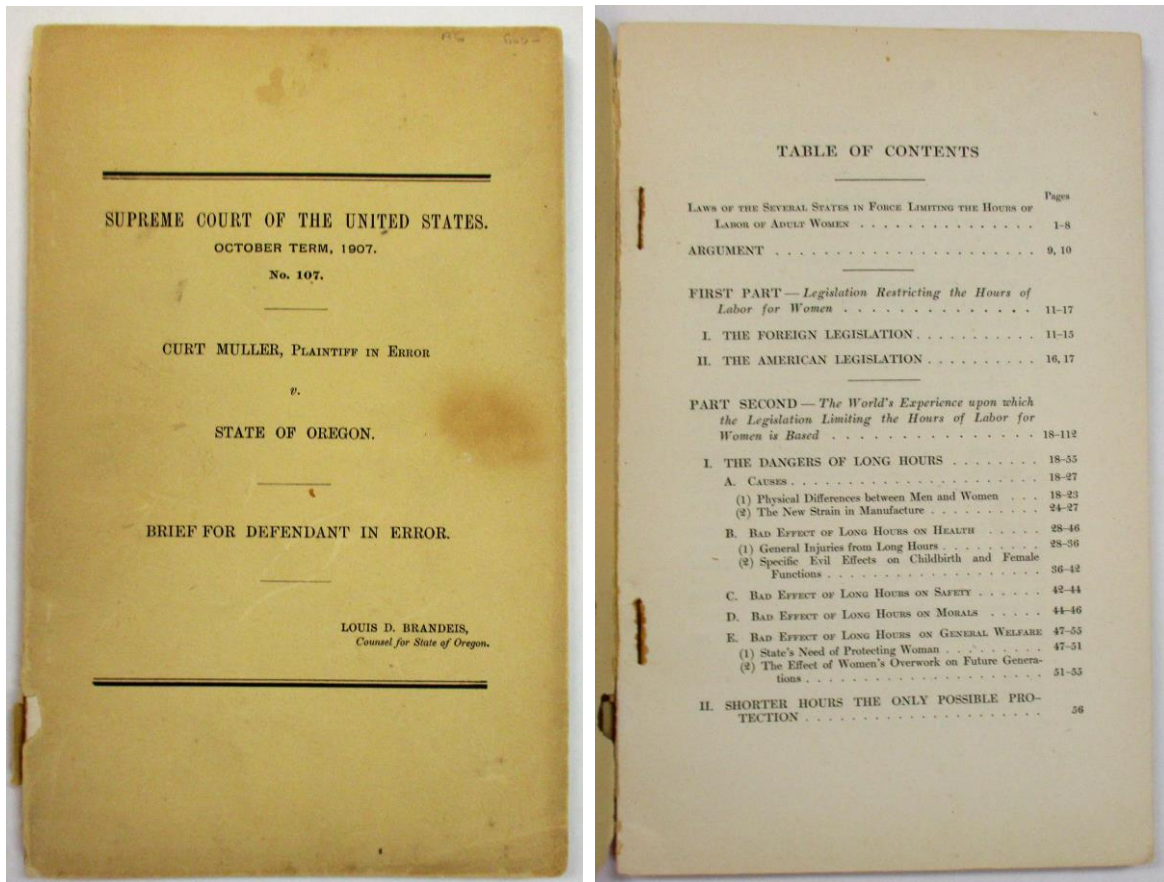 SUPREME COURT OF THE UNITED STATES.
OCTOBER TERM, 1907.
No. 107.
CURT MULLER, PLAINTIFF IN ERROR
v.
STATE OF OREGON.
BRIEF FOR DEFENDANT IN ERROR.
LOUIS D. BRANDEIS,
Counsel for State of Oregon.
TABLE OF CONTENTS
Pages
LAWS OF THE SEVERAL STATES IN FORCE LIMITING THE HOURS OF
LABOR OF ADULT WOMEN . . . . . . . . . . . . . . . 1–8
ARGUMENT . . . . . . . . . . . . . . . . . . . . . . 9, 10
FIRST PART — Legislation Restricting the Hours of
Labor for Women . . . . . . . . . . . . . . 11–17
I. THE FOREIGN LEGISLATION . . . . . . . . . . . 11–15
II. THE AMERICAN LEGISLATION . . . . . . . . . . 16, 17
PART SECOND — The World's Experience upon which
the Legislation Limiting the Hours of Labor for
Women is Based . . . . . . . . . . . . . . . 18–112
I. THE DANGERS OF LONG HOURS . . . . . . . . 18–55
A. CAUSES . . . . . . . . . . . . . . . . . . . . . 18–27
(1) Physical Differences between Men and Women . . . 18–23
(2) The New Strain in Manufacture . . . . . . . . . . 24–27
B. BAD EFFECT OF LONG HOURS ON HEALTH . . . . . 28–46
(1) General Injuries from Long Hours . . . . . . . . . 28–36
(2) Specific Evil Effects on Childbirth and Female
Functions . . . . . . . . . . . . . . . . . . . 36–42
C. BAD EFFECT OF LONG HOURS ON SAFETY . . . . . . 42–44
D. BAD EFFECT OF LONG HOURS ON MORALS . . . . . 44–46
E. BAD EFFECT OF LONG HOURS ON GENERAL WELFARE 47–55
(1) State's Need of Protecting Woman . . . . . . . . . 47–51
(2) The Effect of Women's Overwork on Future Genera-
tions . . . . . . . . . . . . . . . . . . . . . 51–55
II. SHORTER HOURS THE ONLY POSSIBLE PRO-
TECTION . . . . . . . . . . . . . . . . . . . . . 56